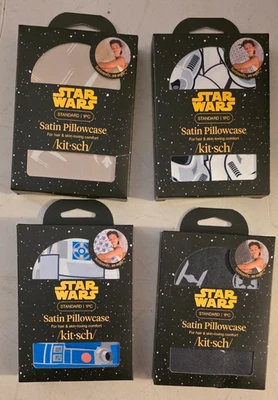 STAR
WARS
STANDARD | 1PC
Satin Pillowcase
For hair & skin-loving comfort
/kit·sch/
STAR
WARS
STANDARD | 1PC
Satin Pillowcase
For hair & skin-loving comfort
/kit·sch/
STAR
WARS
STANDARD | 1PC
Satin Pillowcase
For hair & skin-loving comfort
/kit·sch/
STAR
WARS
STANDARD | 1PC
Satin Pillowcase
For hair & skin-loving comfort
/kit·sch/